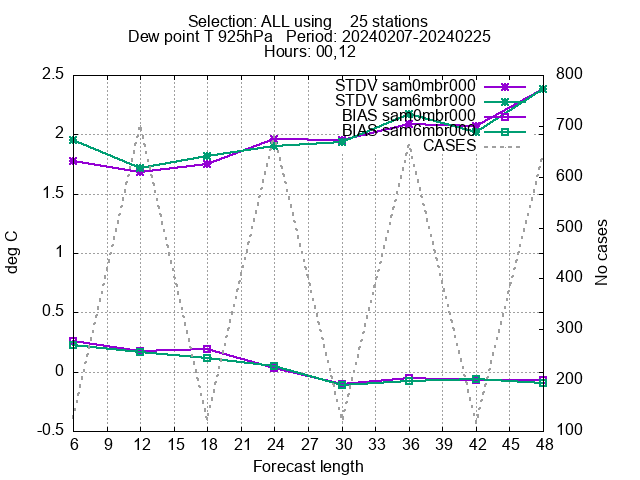 Selection: ALL using 25 stations
Dew point T 925hPa Period: 20240207-20240225
Hours: 00,12
2.5
2
1.5
1
0.5
0
-0.5
800
700
600
500
400
300
200
100
STDV sam0mbr000
STDV sam6mbr000
BIAS sam0mbr000
BIAS sam6mbr000
CASES
deg C
No cases
6 12 15 18 21 24 27 30 33 36 39 42 45 48
Forecast length